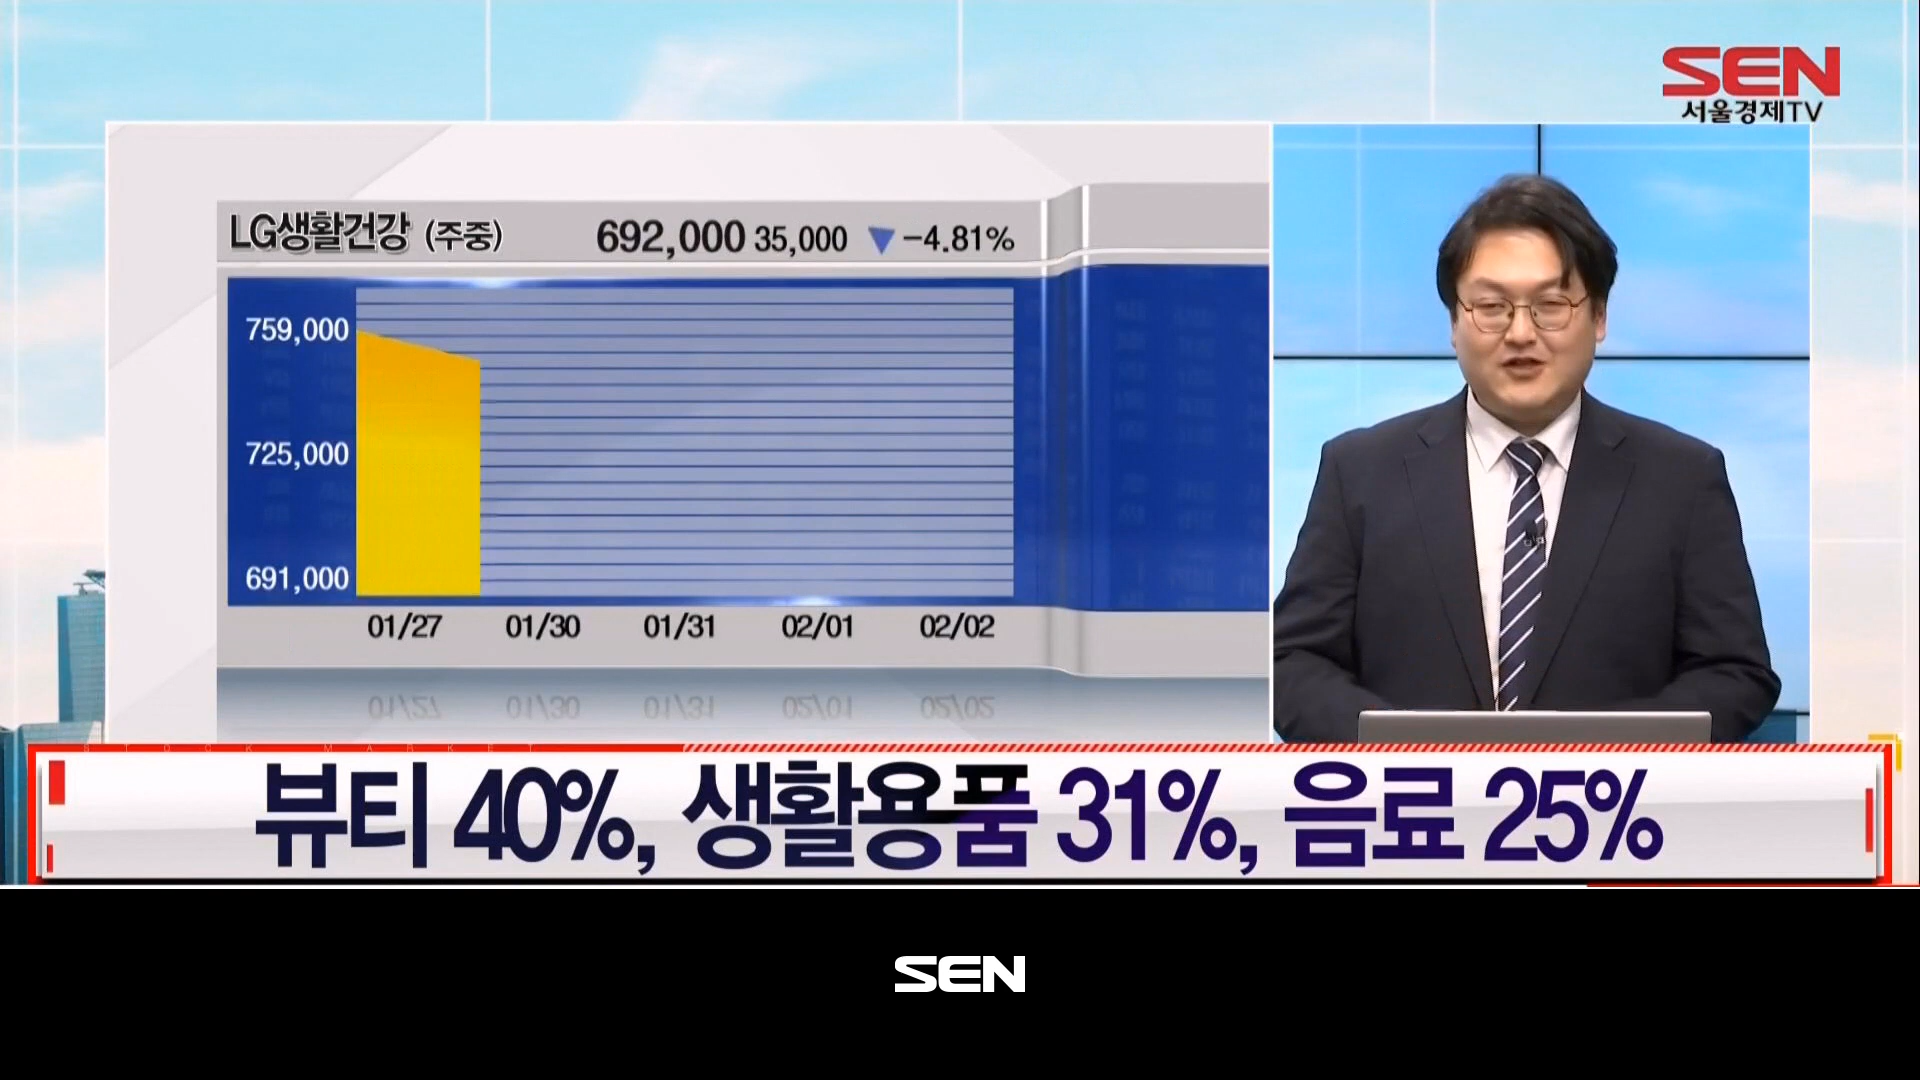 SEN
서울경제TV
LG생활건강 (주중) 692,000 35,000 ▼ -4.81%
759,000
725,000
691,000
01/27 01/30 01/31 02/01 02/02
STOCK MARKET
뷰티 40%, 생활용품 31%, 음료 25%
SEN